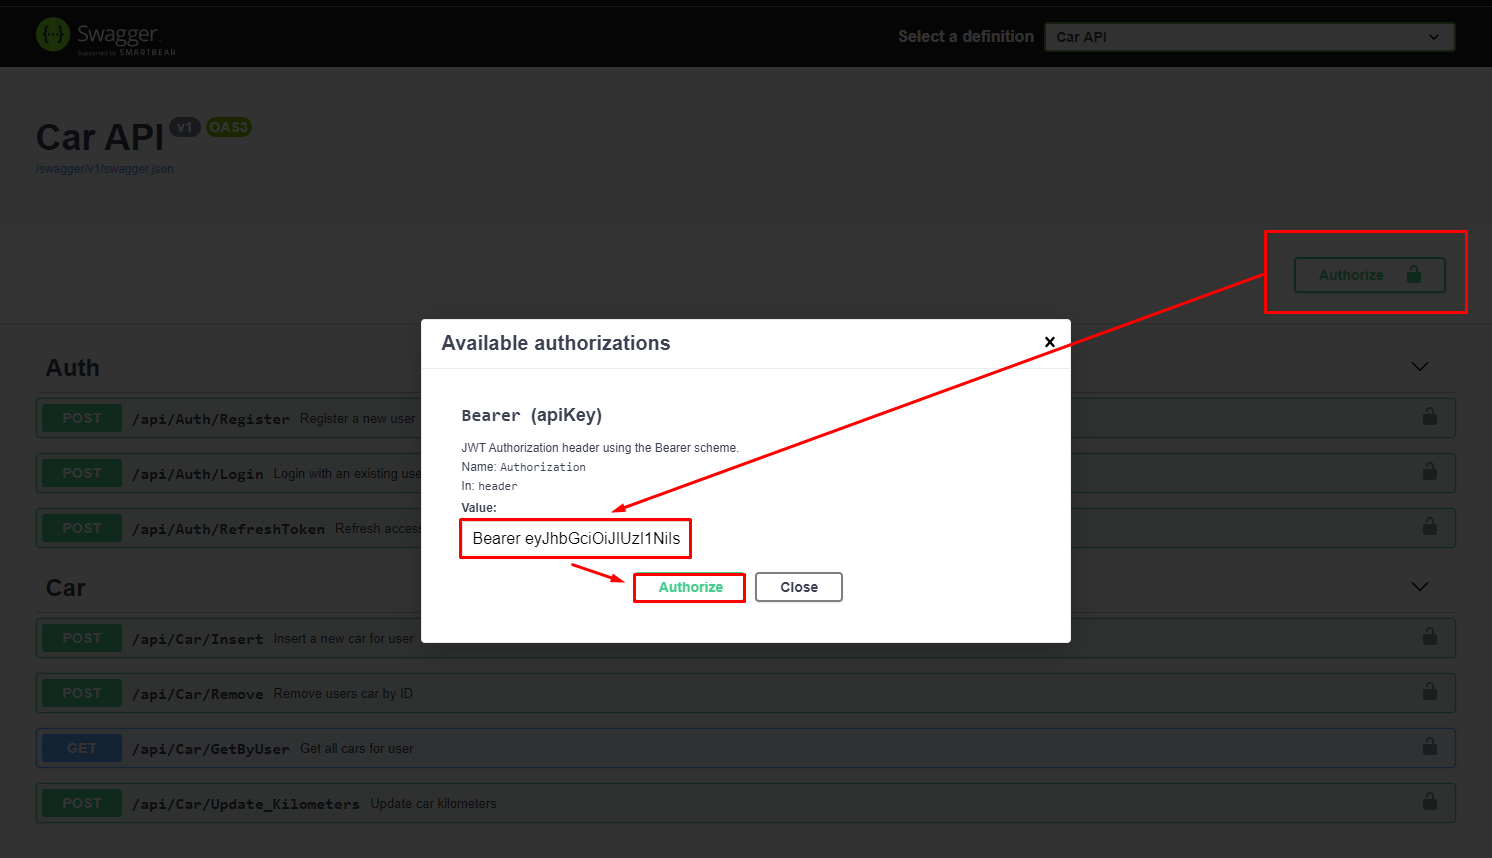 Swagger
Supported by SMARTBEAR
Select a definition
Car API
Car API v1 OAS3
/swagger/v1/swagger.json
Authorize
Available authorizations
Bearer (apiKey)
JWT Authorization header using the Bearer scheme.
Name: Authorization
In: header
Value:
Bearer eyJhbGciOiJIUzI1NiIs
Authorize
Close
Auth
POST /api/Auth/Register Register a new user
POST /api/Auth/Login Login with an existing use
POST /api/Auth/RefreshToken Refresh access
Car
POST /api/Car/Insert Insert a new car for user
POST /api/Car/Remove Remove users car by ID
GET /api/Car/GetByUser Get all cars for user
POST /api/Car/Update_Kilometers Update car kilometers